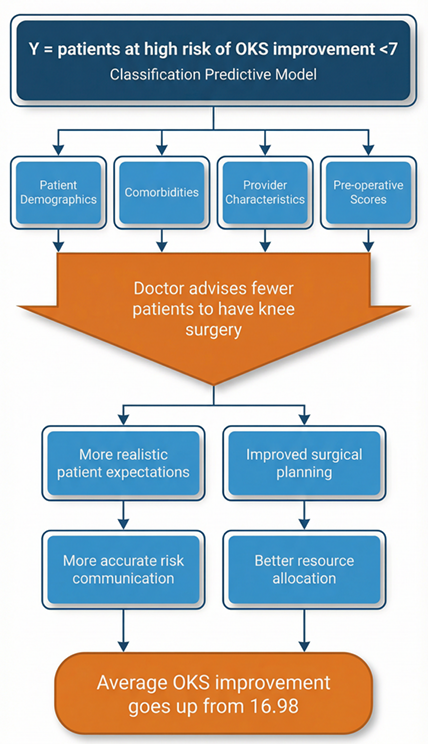 Y = patients at high risk of OKS improvement <7
Classification Predictive Model
Patient
Demographics
Comorbidities
Provider
Characteristics
Pre-operative
Scores
Doctor advises fewer
patients to have knee
surgery
More realistic
patient expectations
Improved surgical
planning
More accurate risk
communication
Better resource
allocation
Average OKS improvement
goes up from 16.98